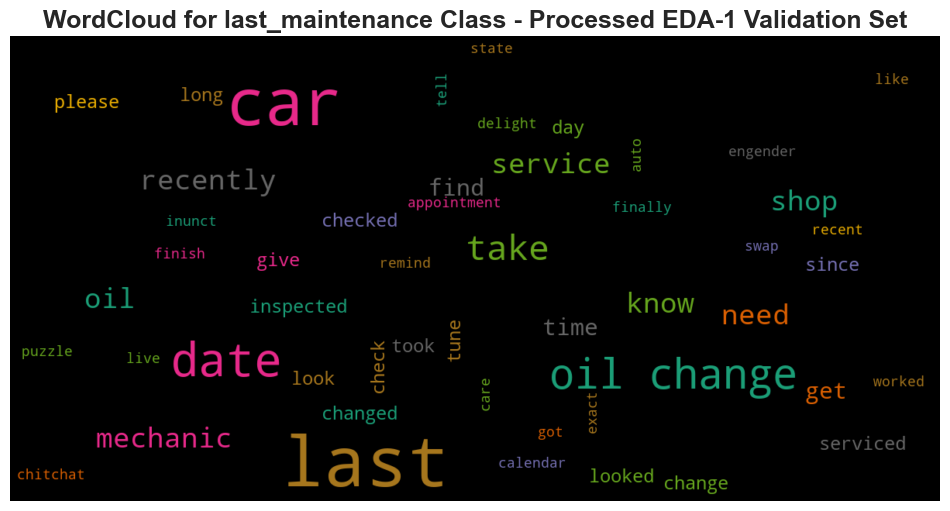 WordCloud for last_maintenance Class - Processed EDA-1 Validation Set
state
like
tell
please
long
car
delight
day
service
auto
engender
recently
find
appointment
shop
inunct
checked
finally
recent
finish
give
remind
take
swap
since
oil
inspected
know
need
time
tune
took
puzzle
live
date
look
check
oil change
get
worked
care
exact
changed
mechanic
got
serviced
last
calendar
chitchat
looked
change